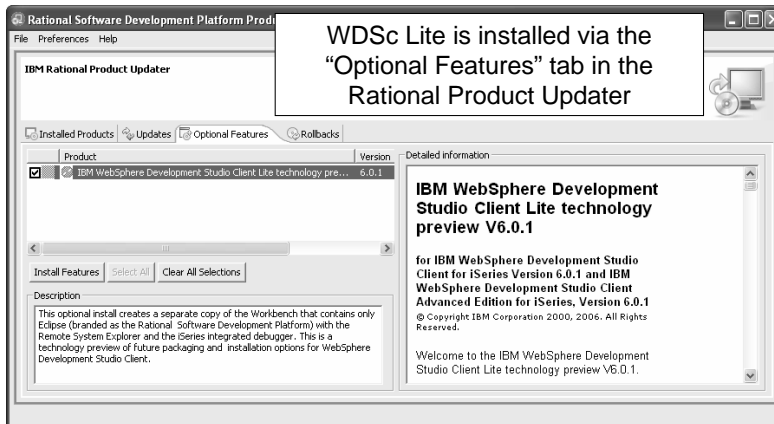 Rational Software Development Platform
File Preferences Help
WDSc Lite is installed via the
“Optional Features” tab in the
Rational Product Updater
IBM Rational Product Updater
Installed Products Updates Optional Features Rollbacks
Product Version
IBM WebSphere Development Studio Client Lite technology pre... 6.0.1
Install Features Select All Clear All Selections
Description
This optional install creates a separate copy of the Workbench that contains only
Eclipse (branded as the Rational Software Development Platform) with the
Remote System Explorer and the iSeries integrated debugger. This is a
technology preview of future packaging and installation options for WebSphere
Development Studio Client.
Detailed information
IBM WebSphere Development
Studio Client Lite technology
preview V6.0.1
for IBM WebSphere Development Studio
Client for iSeries Version 6.0.1 and IBM
WebSphere Development Studio Client
Advanced Edition for iSeries, Version 6.0.1
© Copyright IBM Corporation 2000, 2006. All Rights
Reserved.
Welcome to the IBM WebSphere Development
Studio Client Lite technology preview V6.0.1.